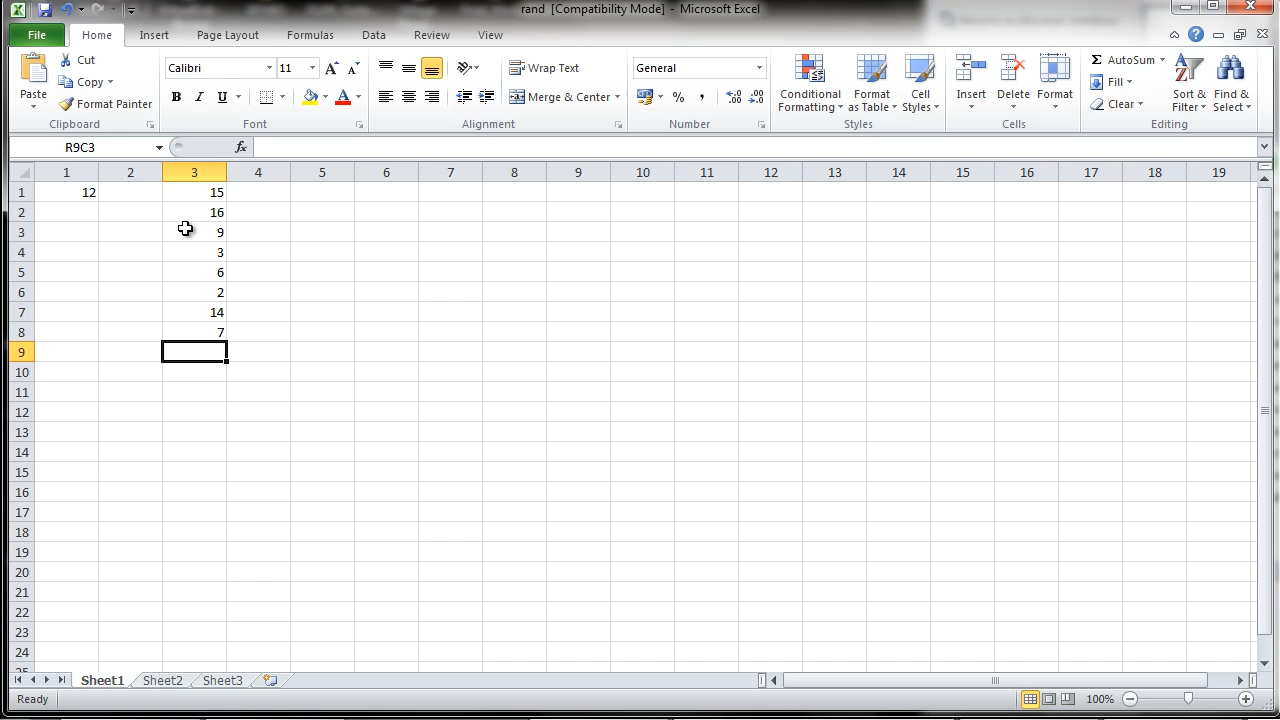 rand [Compatibility Mode] - Microsoft Excel
File Home Insert Page Layout Formulas Data Review View
Paste Cut Copy Format Painter Clipboard
Calibri 11 B I U A A A Font
Wrap Text Merge & Center Alignment
General % , .0 .00 .00 .0 Number
Conditional Formatting Format as Table Cell Styles Styles
Insert Delete Format Cells
Σ AutoSum Fill Clear Sort & Filter Find & Select Editing
R9C3 fx
1 2 3 4 5 6 7 8 9 10 11 12 13 14 15 16 17 18 19
1 12 15
2 16
3 9
4 3
5 6
6 2
7 14
8 7
9
10
11
12
13
14
15
16
17
18
19
20
21
22
23
24
25
Sheet1 Sheet2 Sheet3
Ready 100%